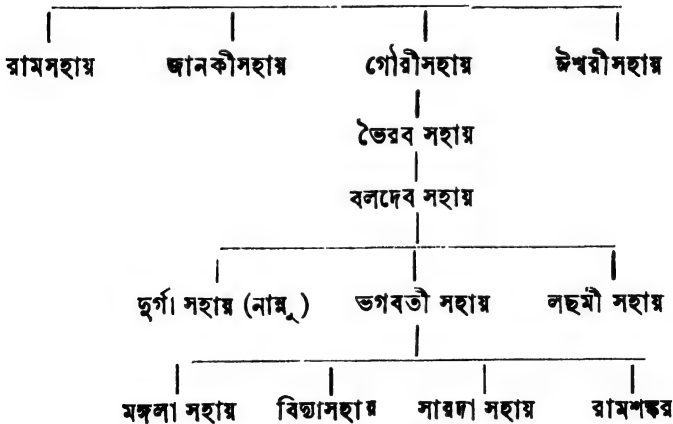 রামসহায় জানকীসহায় গৌরীসহায় ঈশ্বরীসহায়
ভৈরব সহায়
বলদেব সহায়
দুর্গা সহায় (নান্নূ) ভগবতী সহায় লছমী সহায়
মঙ্গলা সহায় বিদ্যাসহায় সারদা সহায় রামশঙ্কর